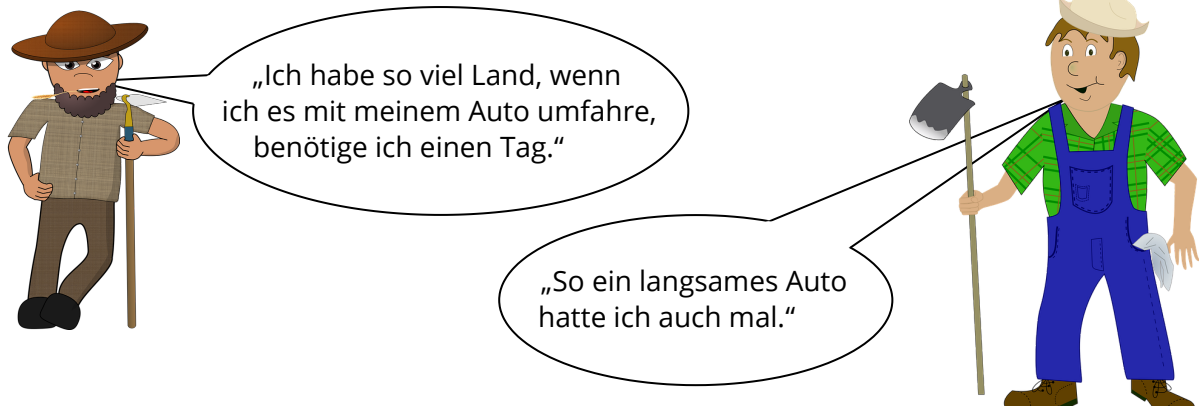 „Ich habe so viel Land, wenn
ich es mit meinem Auto umfahre,
benötige ich einen Tag.“
„So ein langsames Auto
hatte ich auch mal.“